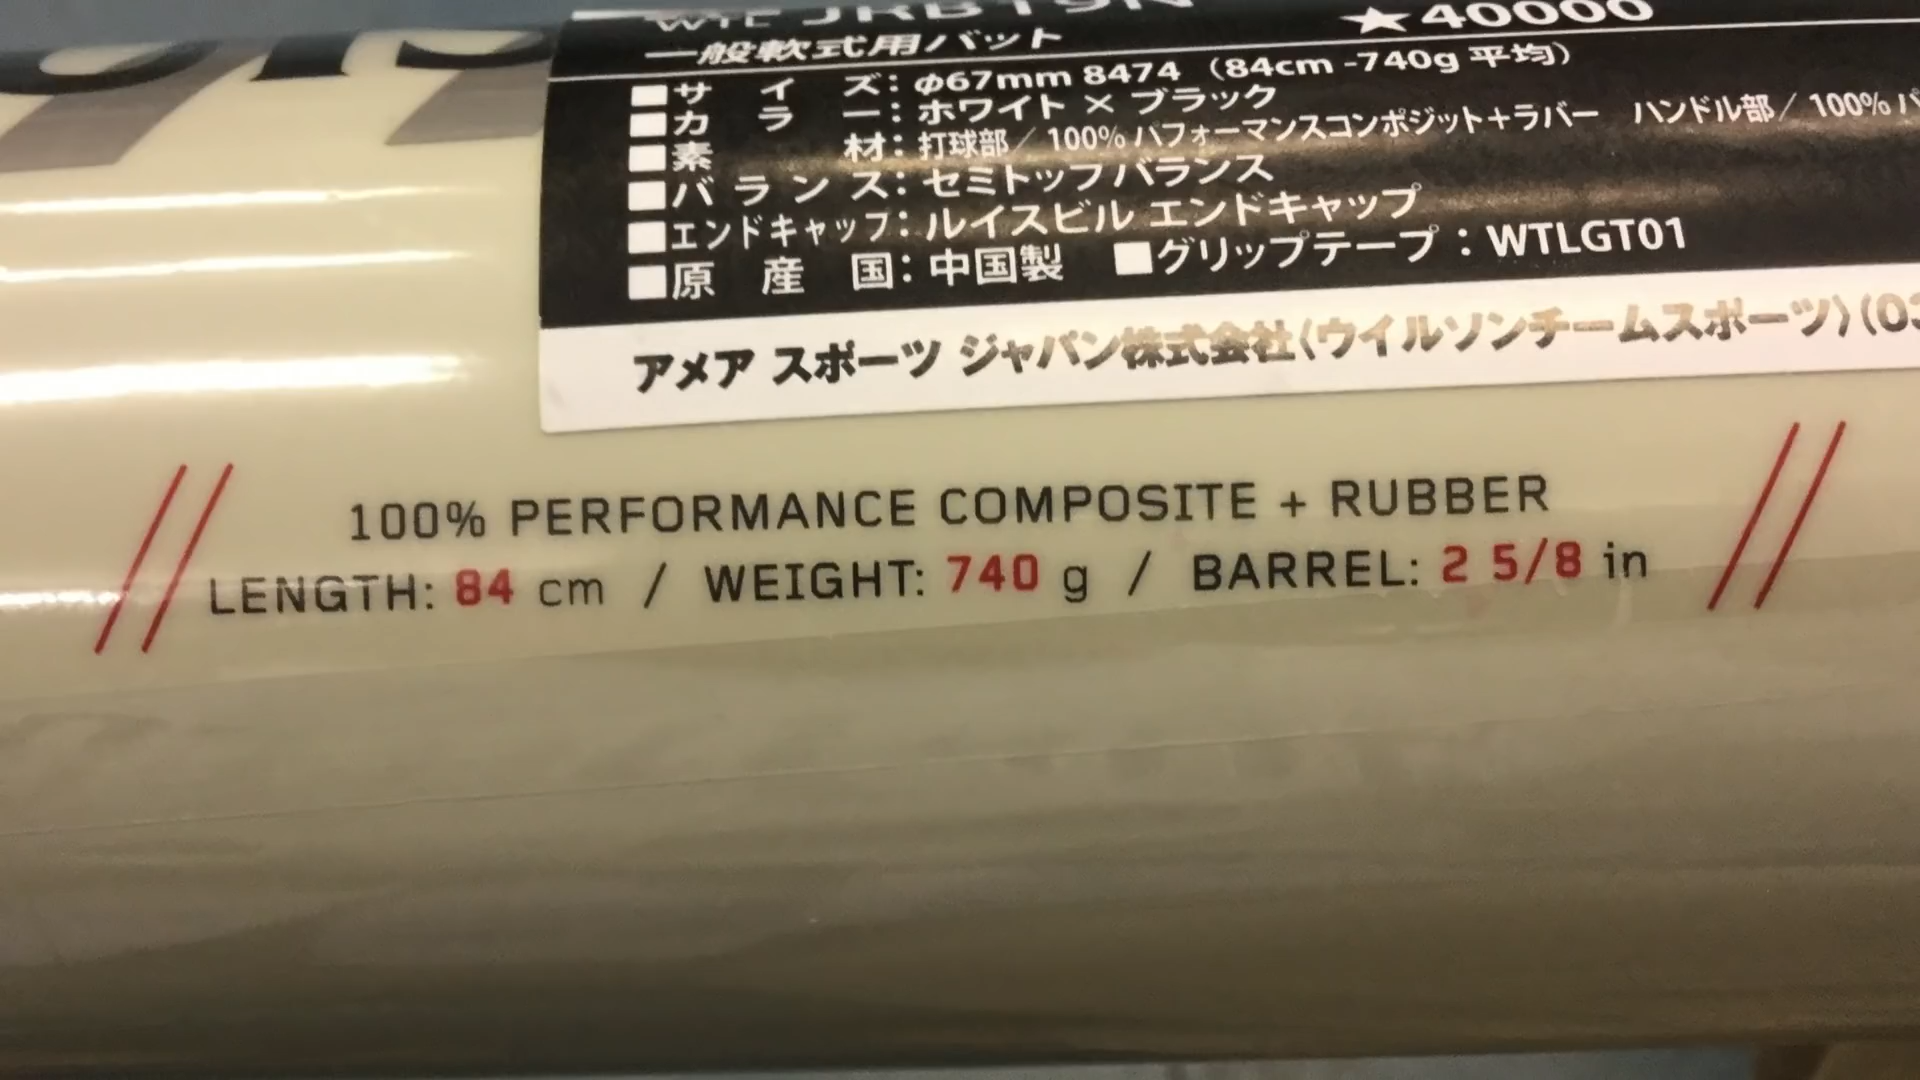 ★40000
一般軟式用バット
■サイズ：φ67mm 8474（84cm -740g 平均）
■カラー：ホワイト × ブラック
■素材：打球部／100% パフォーマンスコンポジット＋ラバー ハンドル部／100%
■バランス：セミトップバランス
■エンドキャップ：ルイスビル エンドキャップ
■原産国：中国製 ■グリップテープ：WTLGT01
アメア スポーツ ジャパン株式会社〈ウイルソンチームスポーツ〉(03
100% PERFORMANCE COMPOSITE + RUBBER
LENGTH: 84 cm / WEIGHT: 740 g / BARREL: 2 5/8 in